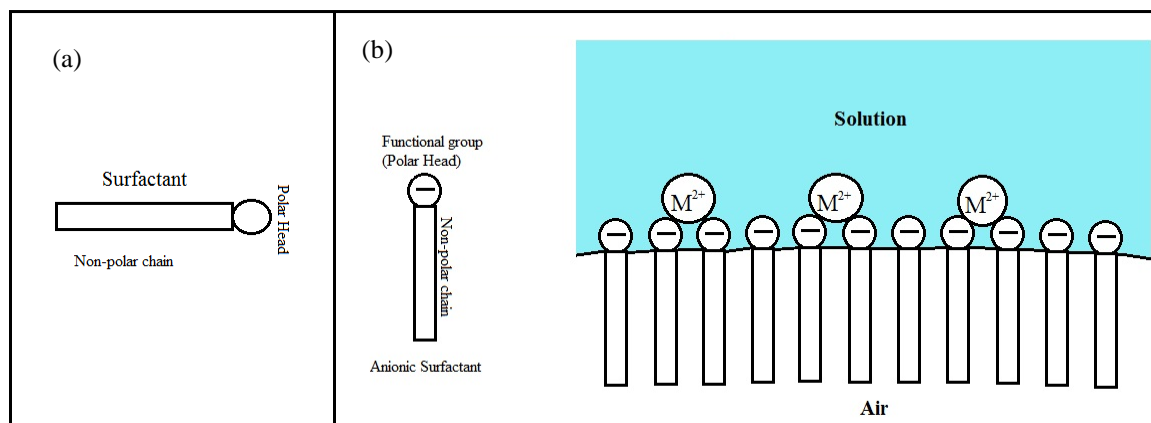 (a)
Surfactant
Polar Head
Non-polar chain
(b)
Functional group
(Polar Head)
−
Non-polar chain
Anionic Surfactant
Solution
M²⁺ M²⁺ M²⁺
− − − − − − − − − − −
Air